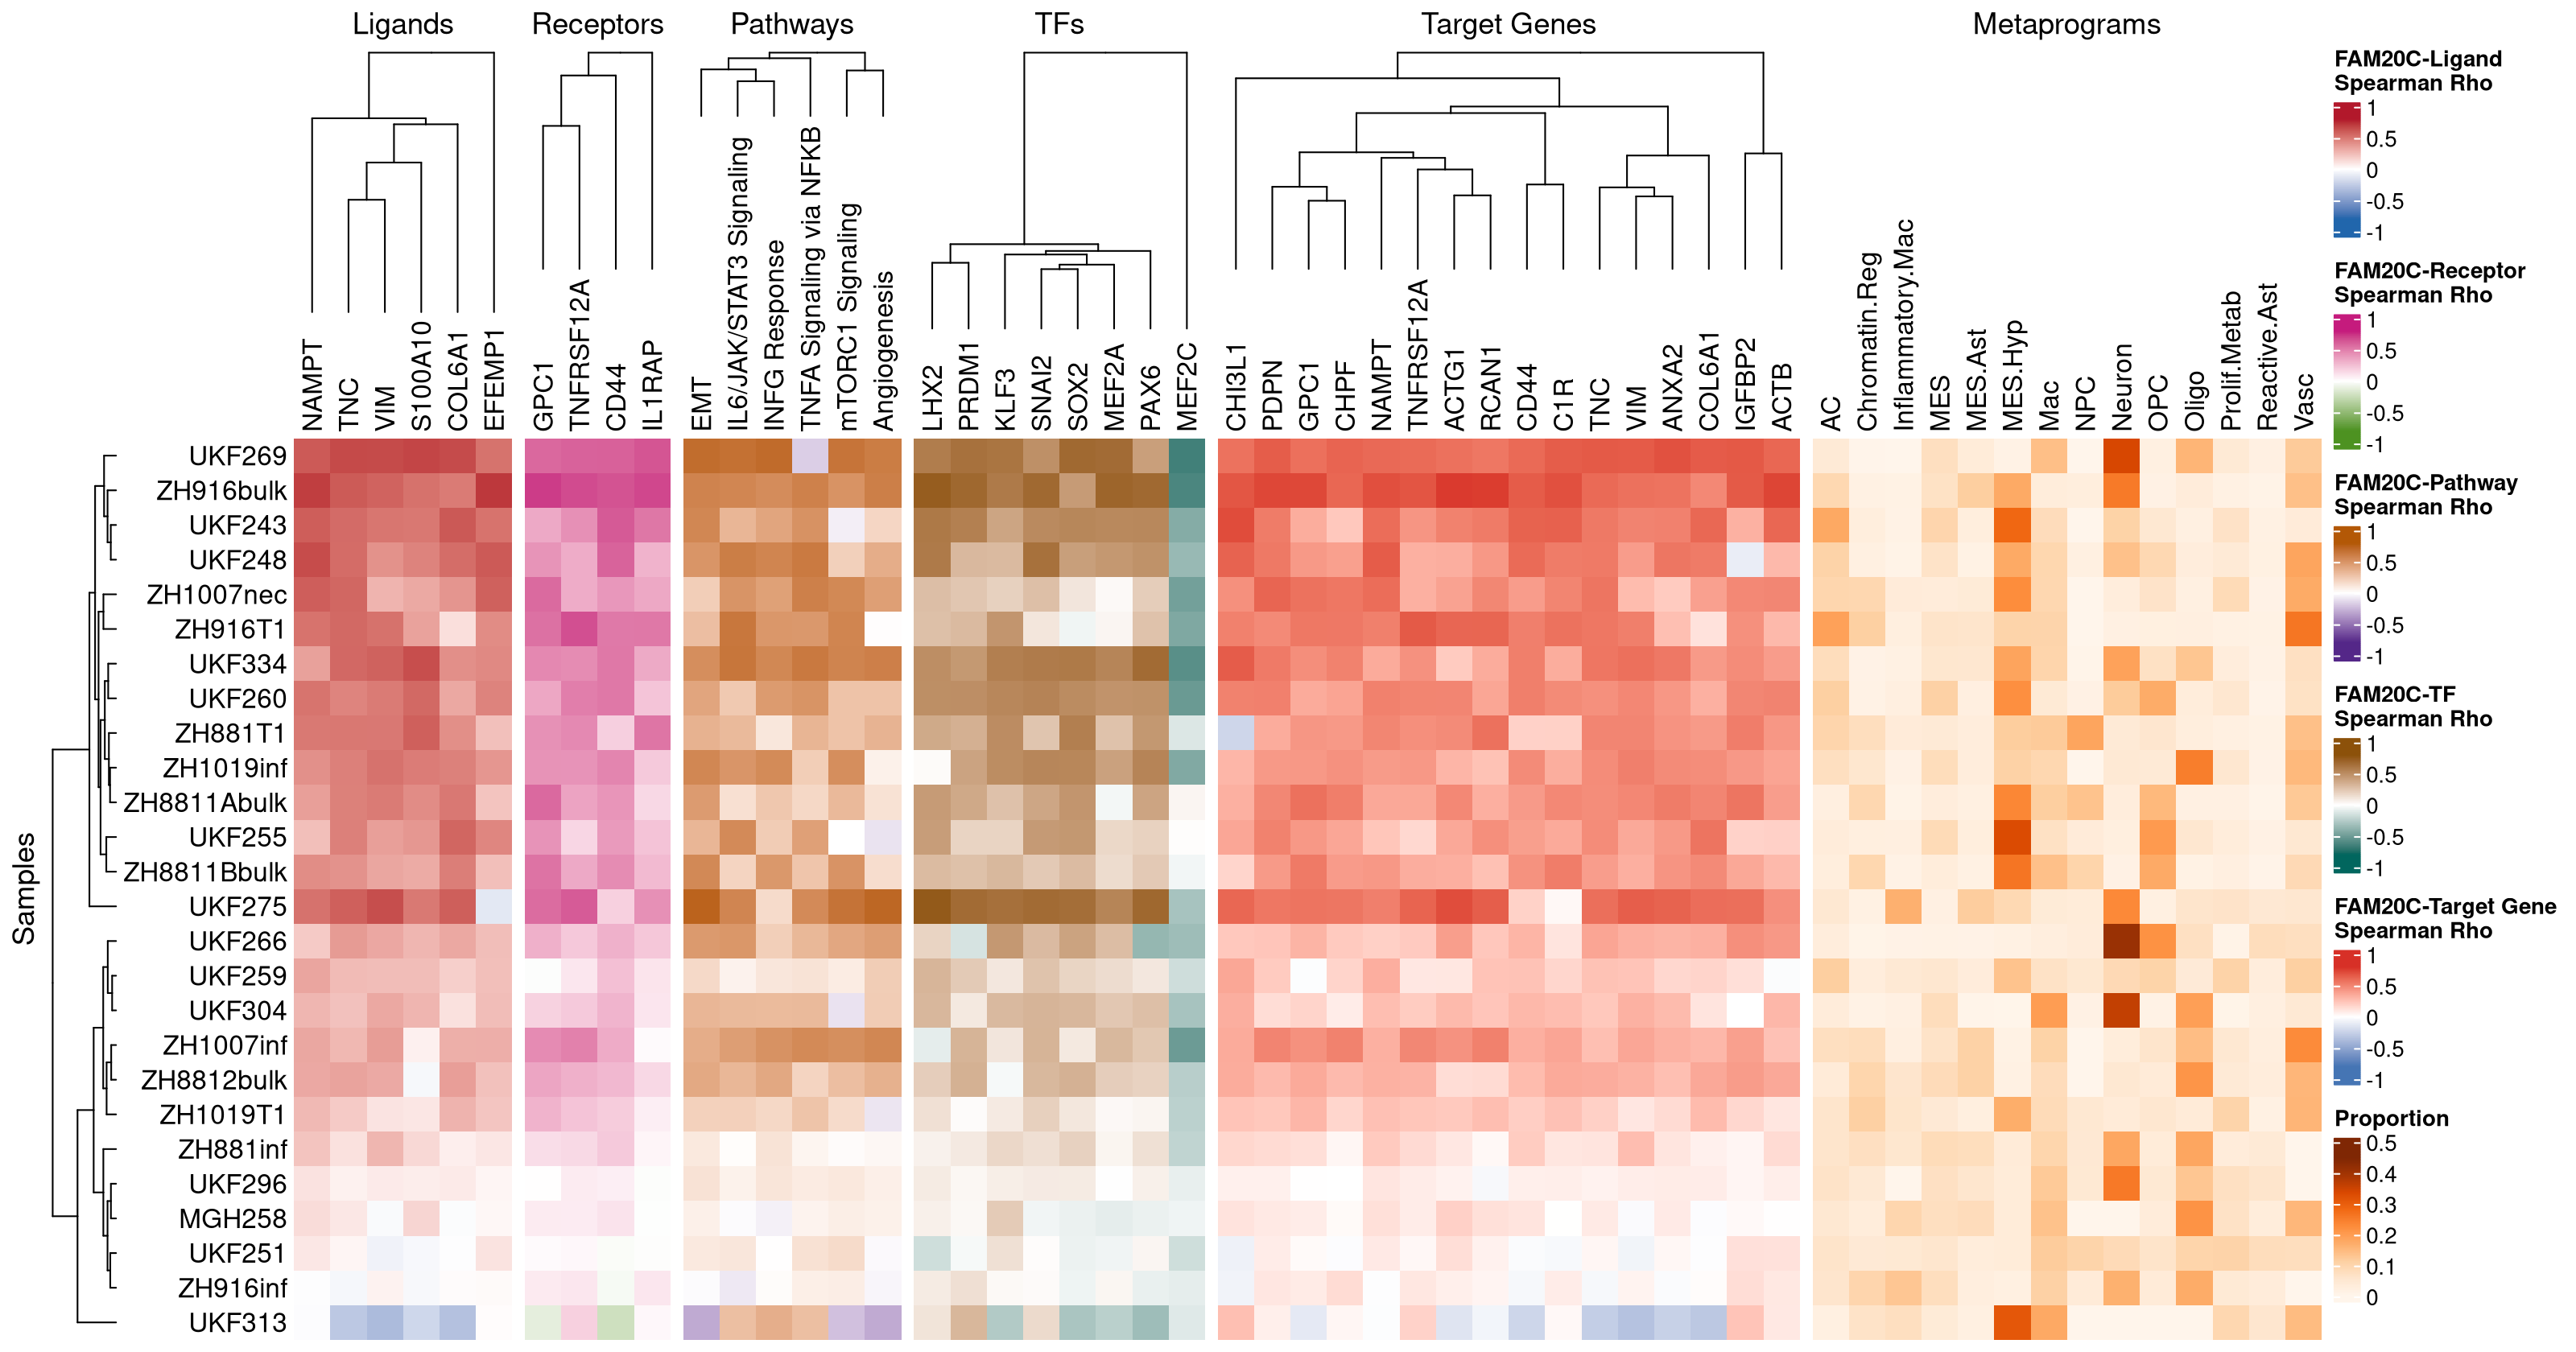 Ligands
Receptors
Pathways
TFs
Target Genes
Metaprograms
NAMPT
TNC
VIM
S100A10
COL6A1
EFEMP1
GPC1
TNFRSF12A
CD44
IL1RAP
EMT
IL6/JAK/STAT3 Signaling
INFG Response
TNFA Signaling via NFKB
mTORC1 Signaling
Angiogenesis
LHX2
PRDM1
KLF3
SNAI2
SOX2
MEF2A
PAX6
MEF2C
CHI3L1
PDPN
GPC1
CHPF
NAMPT
TNFRSF12A
ACTG1
RCAN1
CD44
C1R
TNC
VIM
ANXA2
COL6A1
IGFBP2
ACTB
AC
Chromatin.Reg
Inflammatory.Mac
MES
MES.Ast
MES.Hyp
Mac
NPC
Neuron
OPC
Oligo
Prolif.Metab
Reactive.Ast
Vasc
Samples
UKF269
ZH916bulk
UKF243
UKF248
ZH1007nec
ZH916T1
UKF334
UKF260
ZH881T1
ZH1019inf
ZH8811Abulk
UKF255
ZH8811Bbulk
UKF275
UKF266
UKF259
UKF304
ZH1007inf
ZH8812bulk
ZH1019T1
ZH881inf
UKF296
MGH258
UKF251
ZH916inf
UKF313
FAM20C-Ligand
Spearman Rho
1
0.5
0
-0.5
-1
FAM20C-Receptor
Spearman Rho
1
0.5
0
-0.5
-1
FAM20C-Pathway
Spearman Rho
1
0.5
0
-0.5
-1
FAM20C-TF
Spearman Rho
1
0.5
0
-0.5
-1
FAM20C-Target Gene
Spearman Rho
1
0.5
0
-0.5
-1
Proportion
0.5
0.4
0.3
0.2
0.1
0